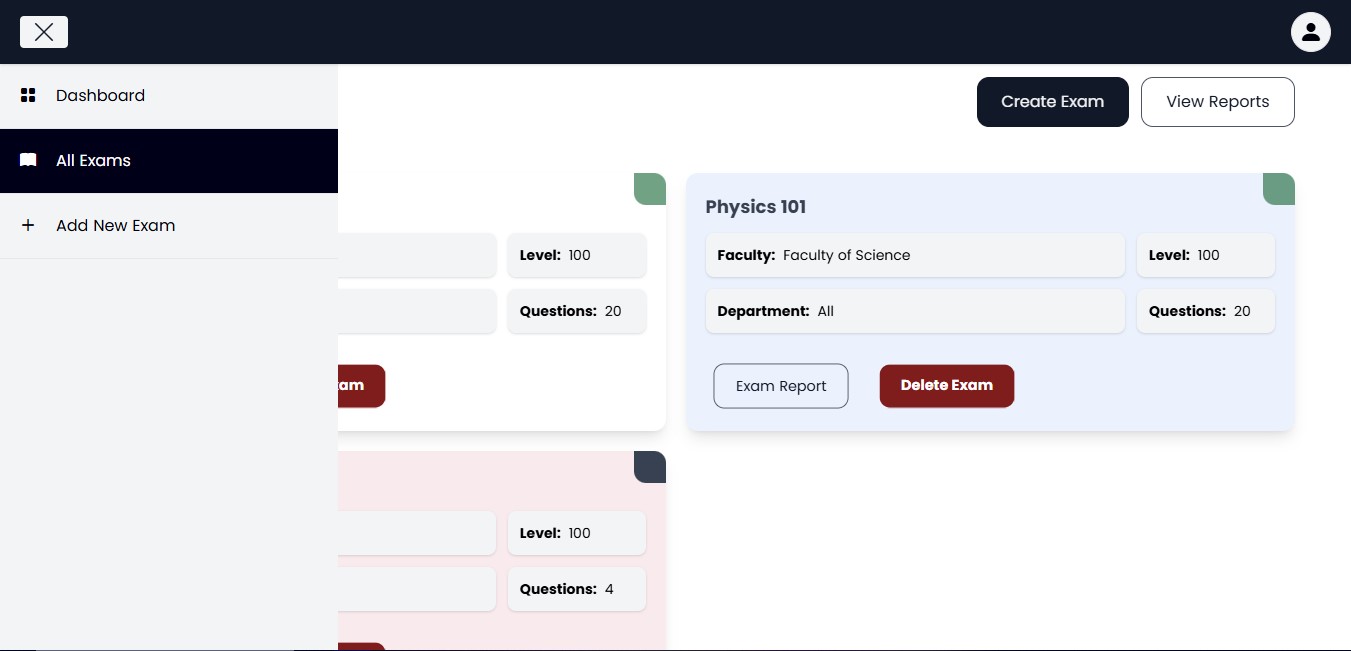 Dashboard
All Exams
Add New Exam
Create Exam
View Reports
Level: 100
Questions: 20
am
Physics 101
Faculty: Faculty of Science
Level: 100
Department: All
Questions: 20
Exam Report
Delete Exam
Level: 100
Questions: 4